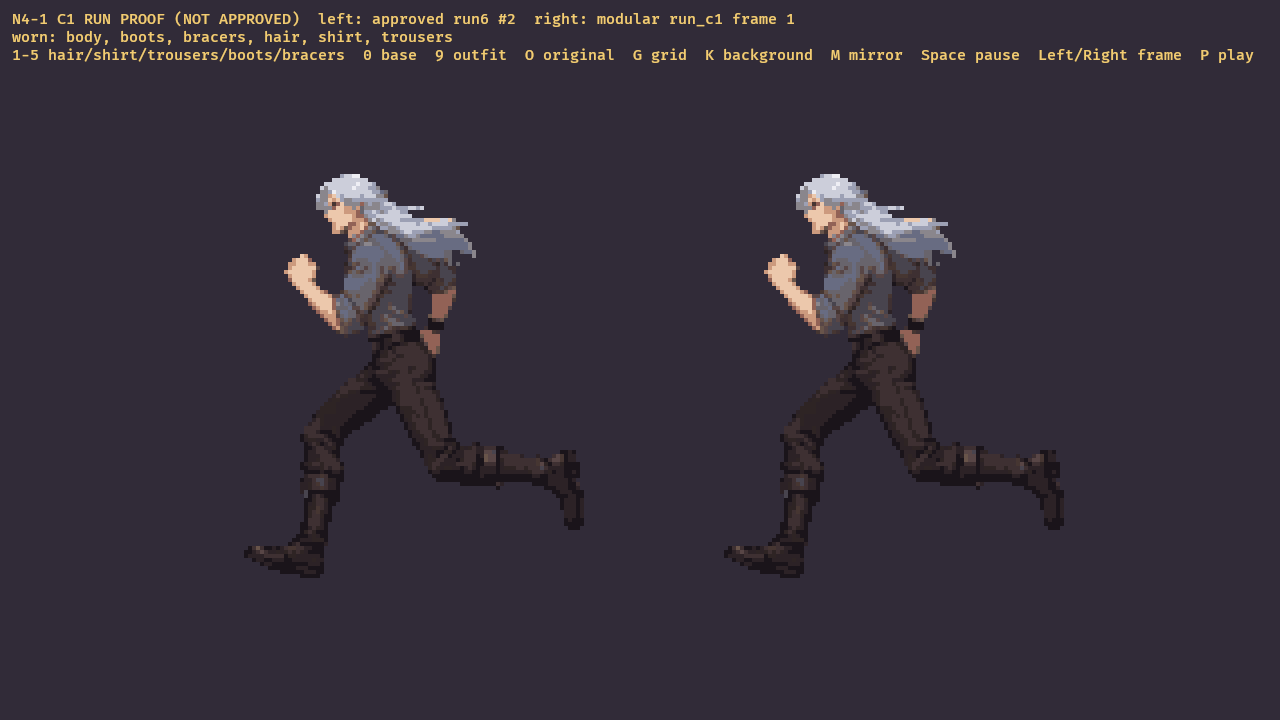 N4-1 C1 RUN PROOF (NOT APPROVED)  left: approved run6 #2  right: modular run_c1 frame 1
worn: body, boots, bracers, hair, shirt, trousers
1-5 hair/shirt/trousers/boots/bracers  0 base  9 outfit  O original  G grid  K background  M mirror  Space pause  Left/Right frame  P play